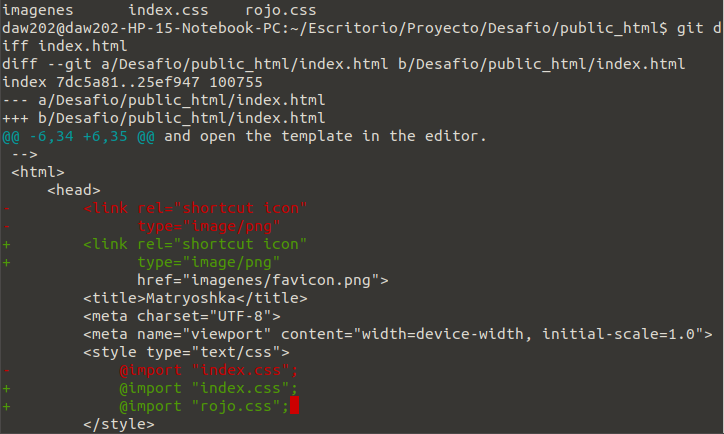 imagenes      index.css    rojo.css
daw202@daw202-HP-15-Notebook-PC:~/Escritorio/Proyecto/Desafio/public_html$ git d
iff index.html
diff --git a/Desafio/public_html/index.html b/Desafio/public_html/index.html
index 7dc5a81..25ef947 100755
--- a/Desafio/public_html/index.html
+++ b/Desafio/public_html/index.html
@@ -6,34 +6,35 @@ and open the template in the editor.
 -->
 <html>
     <head>
-        <link rel="shortcut icon"
-              type="image/png"
+        <link rel="shortcut icon"
+              type="image/png"
               href="imagenes/favicon.png">
         <title>Matryoshka</title>
         <meta charset="UTF-8">
         <meta name="viewport" content="width=device-width, initial-scale=1.0">
         <style type="text/css">
-            @import "index.css";
+            @import "index.css";
+            @import "rojo.css";
         </style>